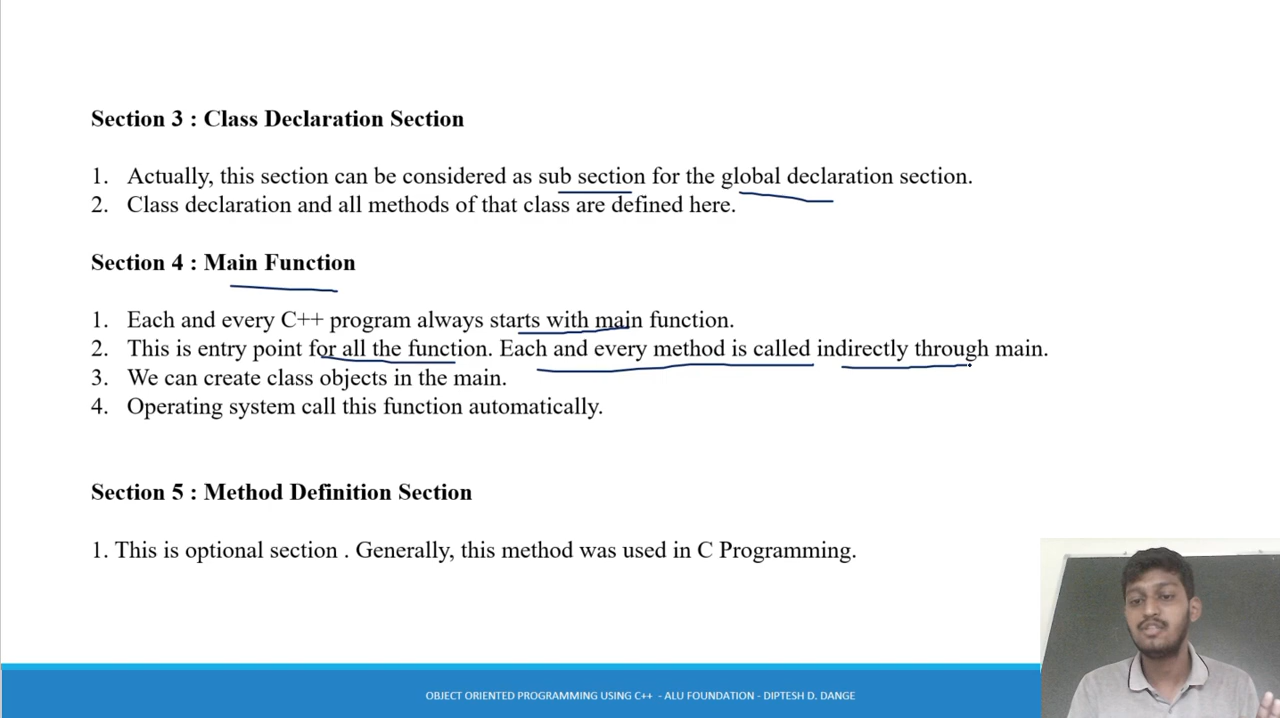 Section 3 : Class Declaration Section
1. Actually, this section can be considered as sub section for the global declaration section.
2. Class declaration and all methods of that class are defined here.
Section 4 : Main Function
1. Each and every C++ program always starts with main function.
2. This is entry point for all the function. Each and every method is called indirectly through main.
3. We can create class objects in the main.
4. Operating system call this function automatically.
Section 5 : Method Definition Section
1. This is optional section . Generally, this method was used in C Programming.
OBJECT ORIENTED PROGRAMMING USING C++ - ALU FOUNDATION - DIPTESH D. DANGE